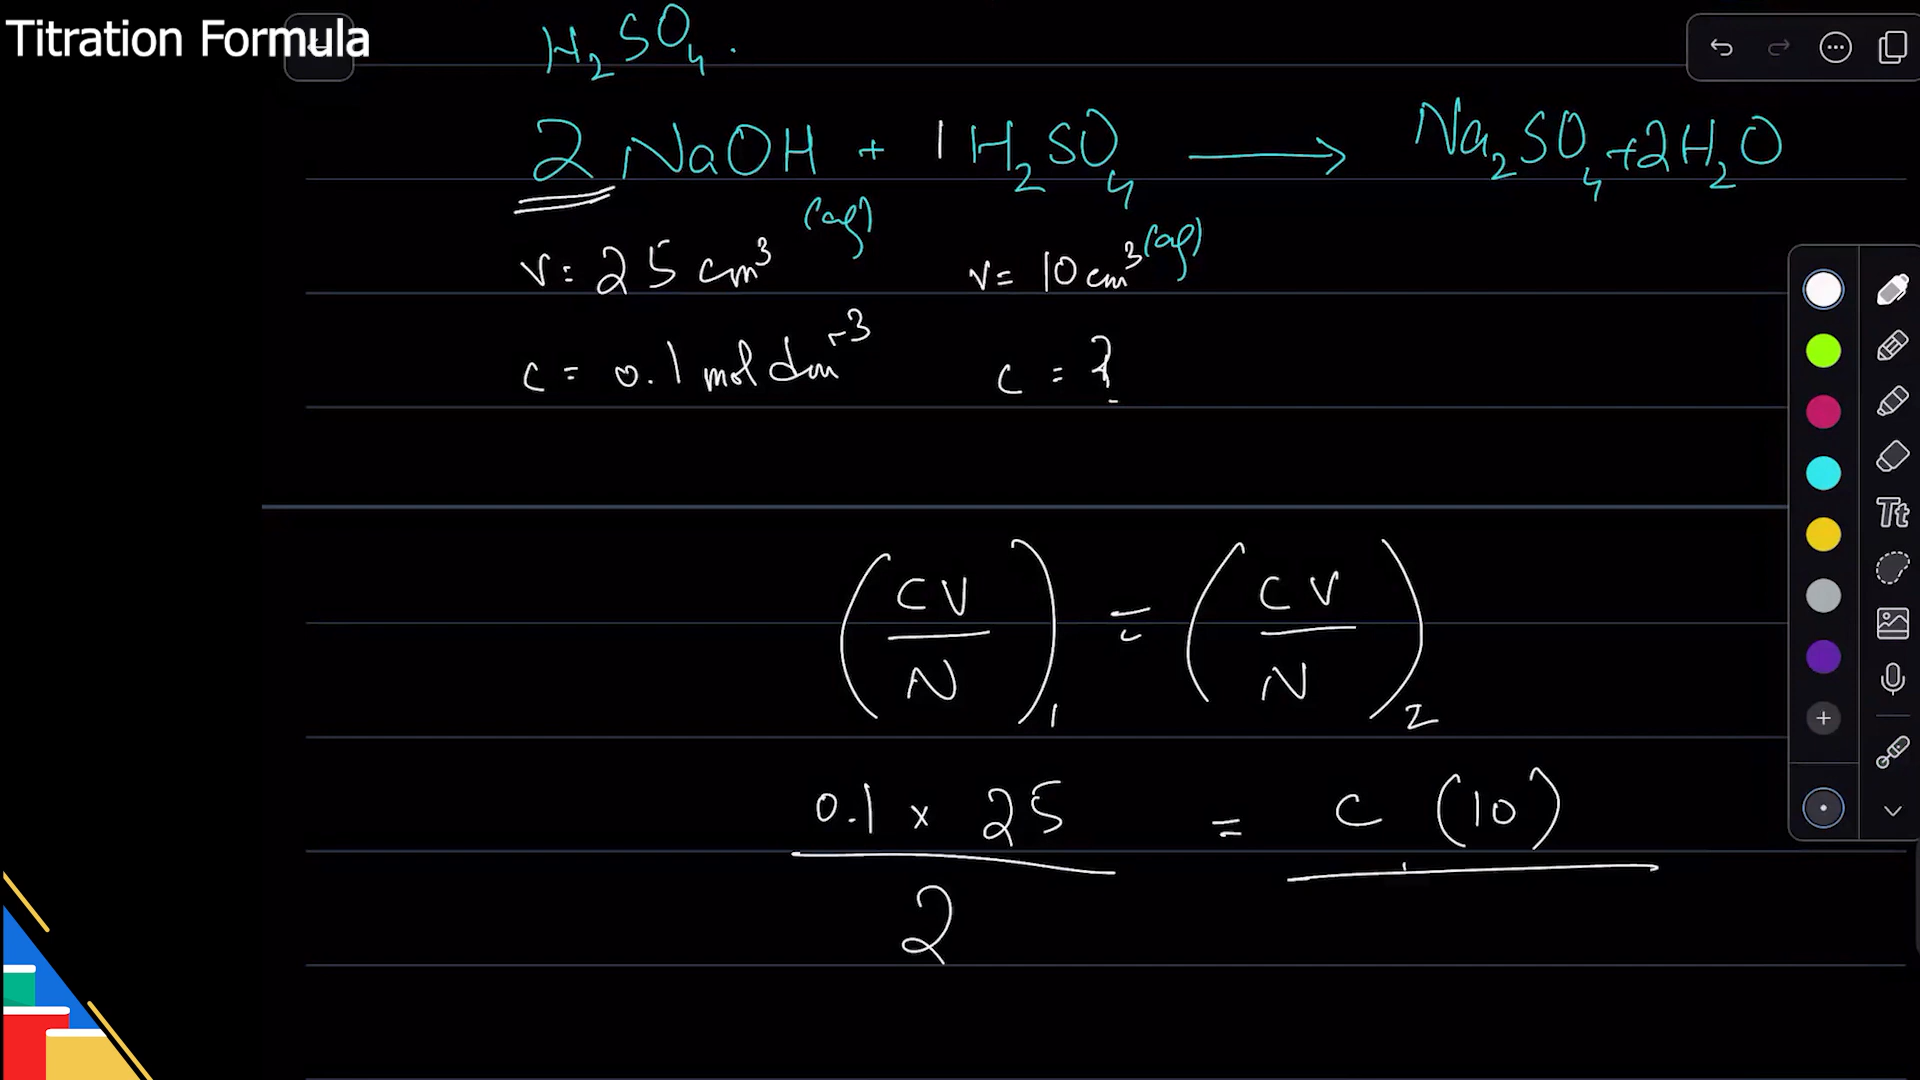 Titration Formula
H₂SO₄.
2 NaOH + 1 H₂SO₄ → Na₂SO₄ + 2H₂O
(aq) (aq)
V = 25 cm³ V = 10 cm³
C = 0.1 mol dm⁻³ C = ?
(CV/N)₁ = (CV/N)₂
0.1 × 25 = C (10)
2
Tt